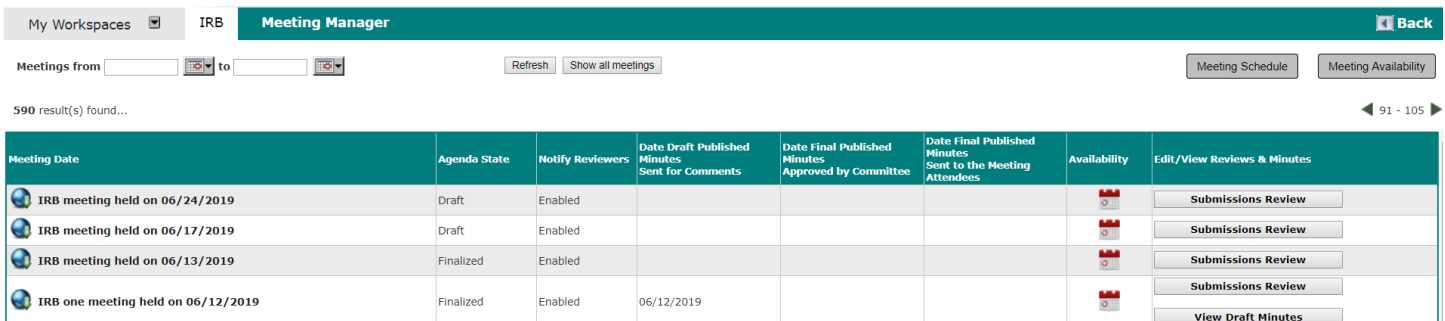 My Workspaces IRB Meeting Manager Back
Meetings from to Refresh Show all meetings Meeting Schedule Meeting Availability
590 result(s) found... 91 - 105
Meeting Date Agenda State Notify Reviewers Date Draft Published Minutes Sent for Comments Date Final Published Minutes Approved by Committee Date Final Published Minutes Sent to the Meeting Attendees Availability Edit/View Reviews & Minutes
IRB meeting held on 06/24/2019 Draft Enabled Submissions Review
IRB meeting held on 06/17/2019 Draft Enabled Submissions Review
IRB meeting held on 06/13/2019 Finalized Enabled Submissions Review
IRB one meeting held on 06/12/2019 Finalized Enabled 06/12/2019 Submissions Review
View Draft Minutes